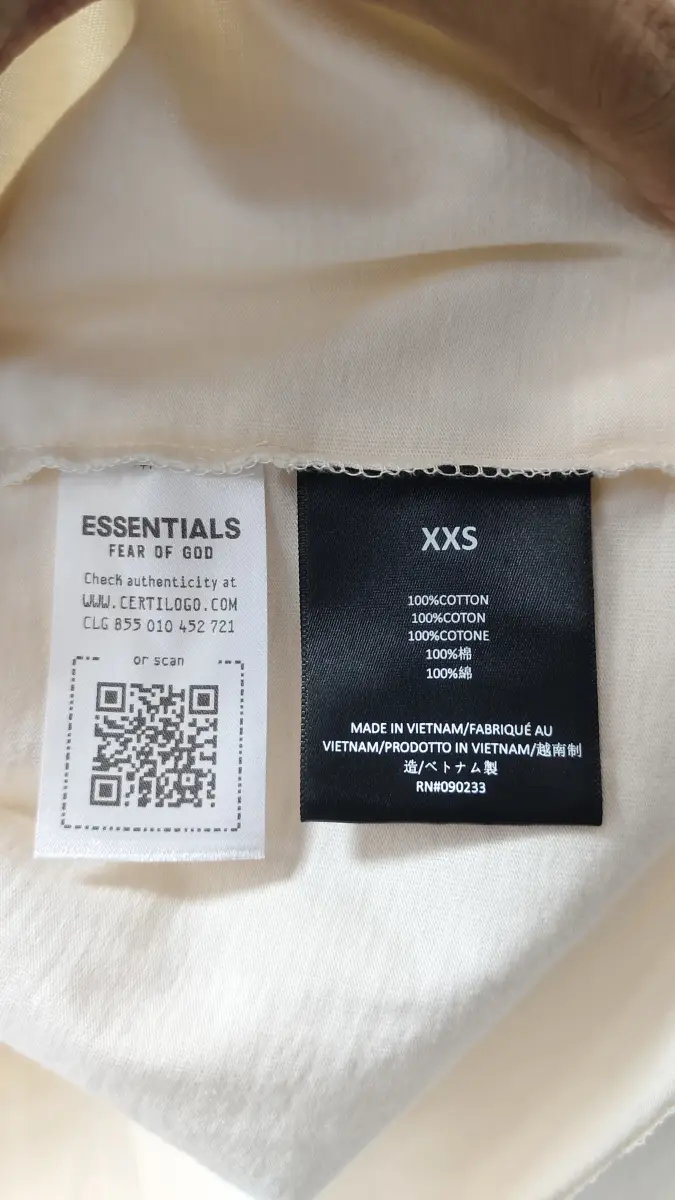 ESSENTIALS
FEAR OF GOD
Check authenticity at
WWW.CERTILOGO.COM
CLG 855 010 452 721
or scan
XXS
100%COTTON
100%COTON
100%COTONE
100%棉
100%綿
MADE IN VIETNAM/FABRIQUÉ AU
VIETNAM/PRODOTTO IN VIETNAM/越南制
造/ベトナム製
RN#090233